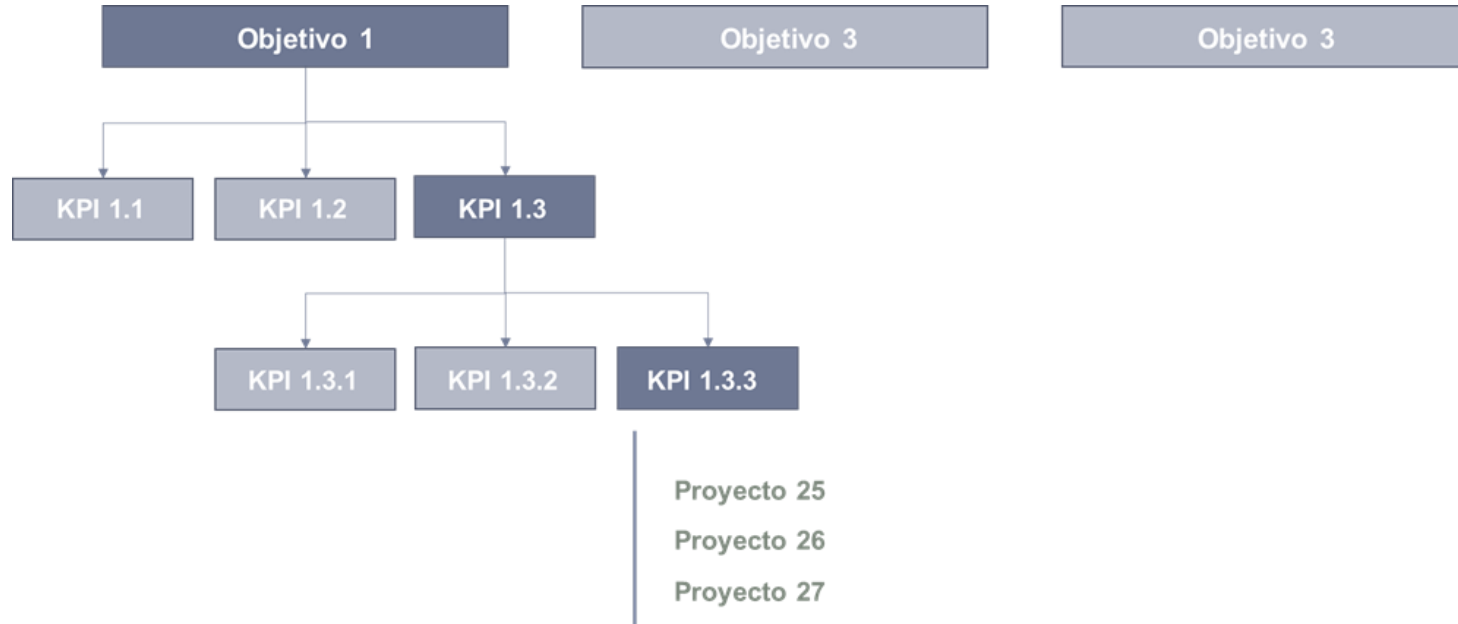 Objetivo 1
Objetivo 3
Objetivo 3
KPI 1.1
KPI 1.2
KPI 1.3
KPI 1.3.1
KPI 1.3.2
KPI 1.3.3
Proyecto 25
Proyecto 26
Proyecto 27